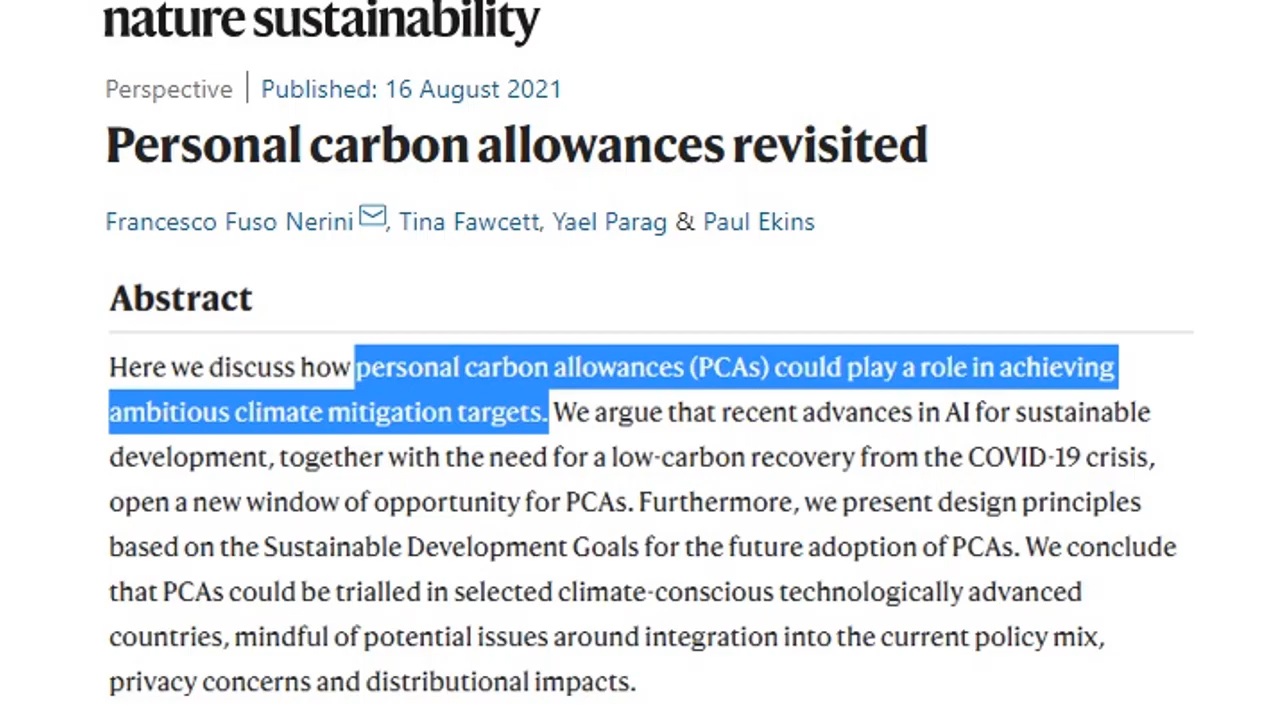 nature sustainability
Perspective | Published: 16 August 2021
Personal carbon allowances revisited
Francesco Fuso Nerini, Tina Fawcett, Yael Parag & Paul Ekins
Abstract
Here we discuss how personal carbon allowances (PCAs) could play a role in achieving
ambitious climate mitigation targets. We argue that recent advances in AI for sustainable
development, together with the need for a low-carbon recovery from the COVID-19 crisis,
open a new window of opportunity for PCAs. Furthermore, we present design principles
based on the Sustainable Development Goals for the future adoption of PCAs. We conclude
that PCAs could be trialled in selected climate-conscious technologically advanced
countries, mindful of potential issues around integration into the current policy mix,
privacy concerns and distributional impacts.